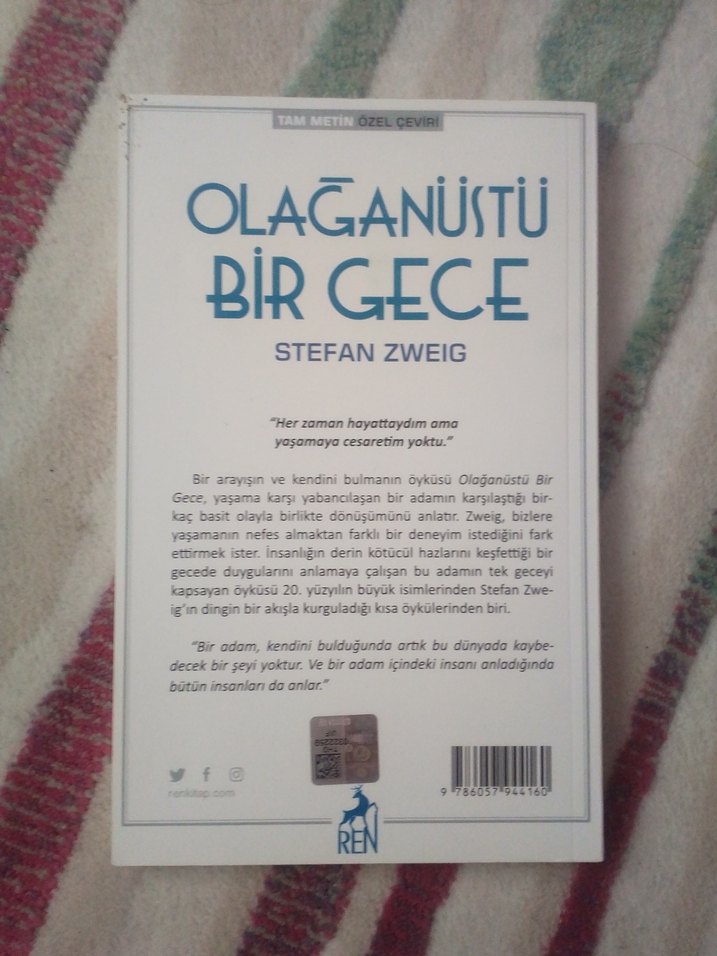 TAM METİN ÖZEL ÇEVİRİ
OLAĞANÜSTÜ
BİR GECE
STEFAN ZWEIG
“Her zaman hayattaydım ama
yaşamaya cesaretim yoktu.”
Bir arayışın ve kendini bulmanın öyküsü Olağanüstü Bir
Gece, yaşama karşı yabancılaşan bir adamın karşılaştığı bir-
kaç basit olayla birlikte dönüşümünü anlatır. Zweig, bizlere
yaşamanın nefes almaktan farklı bir deneyim istediğini fark
ettirmek ister. İnsanlığın derin kötücül hazlarını keşfettiği bir
gecede duygularını anlamaya çalışan bu adamın tek geceyi
kapsayan öyküsü 20. yüzyılın büyük isimlerinden Stefan Zwe-
ig’ın dingin bir akışla kurguladığı kısa öykülerinden biri.
“Bir adam, kendini bulduğunda artık bu dünyada kaybe-
decek bir şeyi yoktur. Ve bir adam içindeki insanı anladığında
bütün insanları da anlar.”
renkitap.com
REN
9 786057 944160